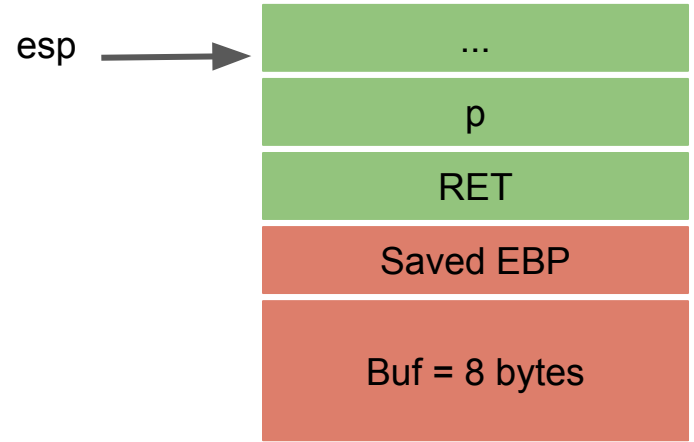 esp
...
p
RET
Saved EBP
Buf = 8 bytes